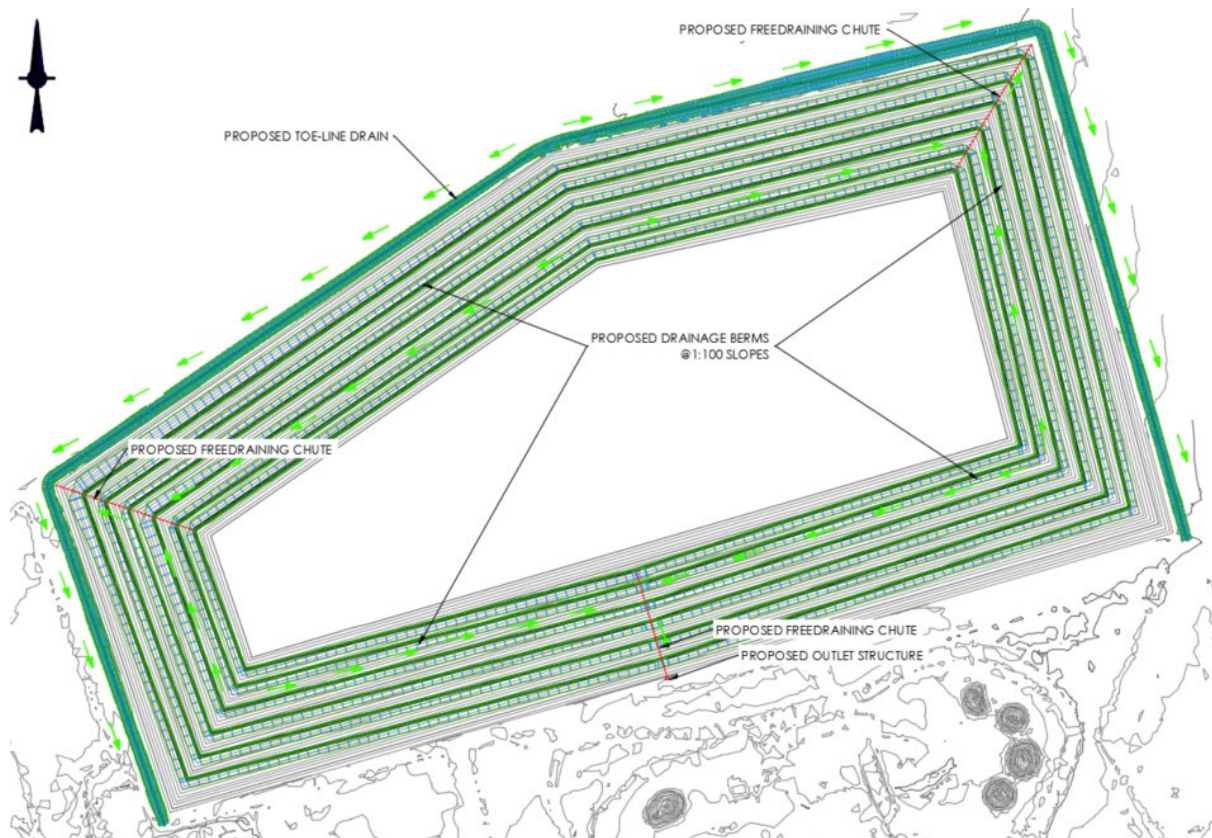 PROPOSED FREEDRAINING CHUTE
PROPOSED TOE-LINE DRAIN
PROPOSED DRAINAGE BERMS
@1:100 SLOPES
PROPOSED FREEDRAINING CHUTE
PROPOSED FREEDRAINING CHUTE
PROPOSED OUTLET STRUCTURE